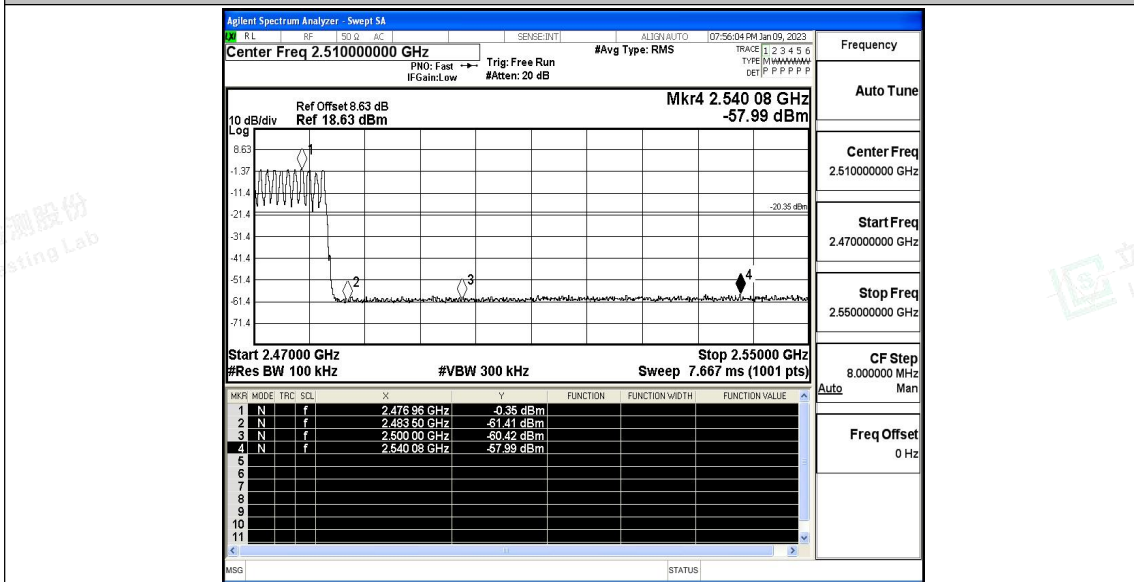 Agilent Spectrum Analyzer - Swept SA
LXI RL RF 50 Ω AC SENSE:INT ALIGN AUTO 07:56:04 PM Jan 09, 2023
Center Freq 2.510000000 GHz #Avg Type: RMS TRACE 1 2 3 4 5 6
PNO: Fast Trig: Free Run TYPE M
IFGain:Low #Atten: 20 dB DET P P P P P P
Mkr4 2.540 08 GHz
-57.99 dBm
Ref Offset 8.63 dB
10 dB/div Ref 18.63 dBm
Log
8.63
-1.37
-11.4
-21.4
-31.4
-41.4
-51.4
-61.4
-71.4
1
2
3
4
-20.35 dBm
Start 2.47000 GHz Stop 2.55000 GHz
#Res BW 100 kHz #VBW 300 kHz Sweep 7.667 ms (1001 pts)
MKR MODE TRC SCL X Y FUNCTION FUNCTION WIDTH FUNCTION VALUE
1 N f 2.476 96 GHz -0.35 dBm
2 N f 2.483 50 GHz -61.41 dBm
3 N f 2.500 00 GHz -60.42 dBm
4 N f 2.540 08 GHz -57.99 dBm
5
6
7
8
9
10
11
MSG STATUS
Frequency
Auto Tune
Center Freq
2.510000000 GHz
Start Freq
2.470000000 GHz
Stop Freq
2.550000000 GHz
CF Step
8.000000 MHz
Auto Man
Freq Offset
0 Hz
测股份
sting Lab
立